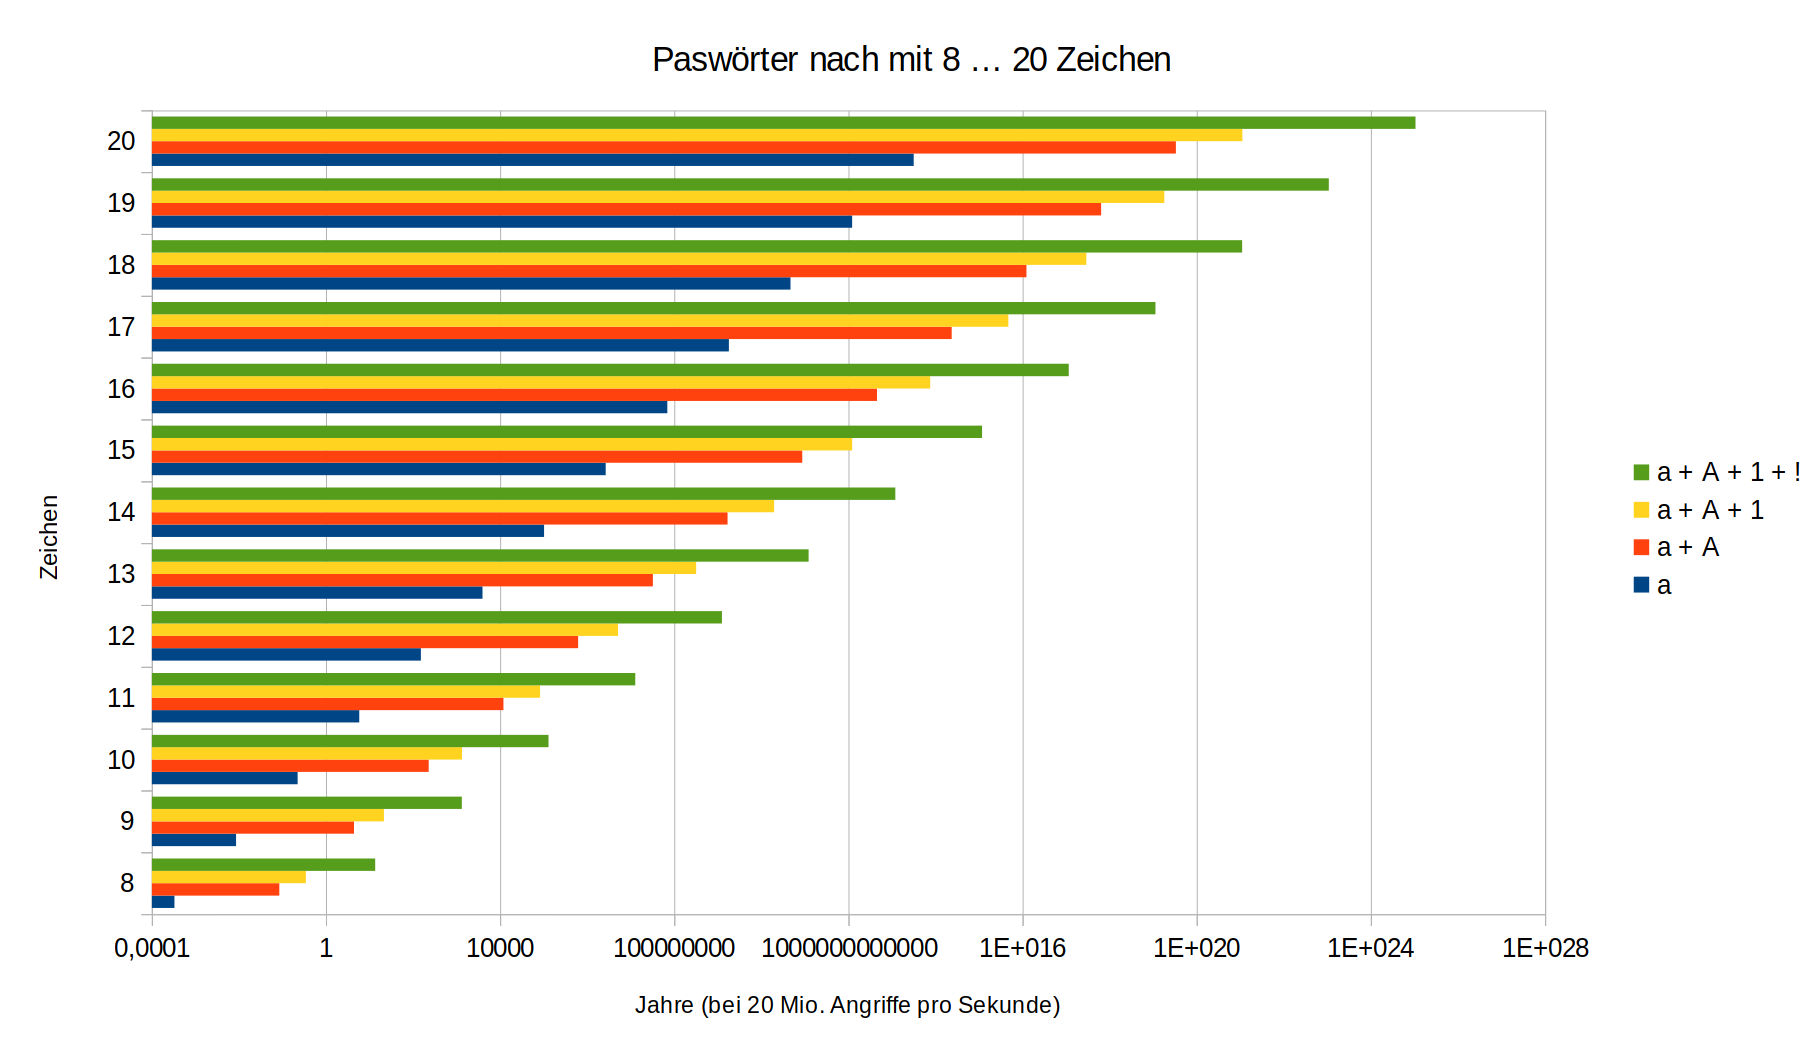 Paswörter nach mit 8 … 20 Zeichen
20
19
18
17
16
15
14
13
12
11
10
9
8
Zeichen
0,0001 1 10000 100000000 1000000000000 1E+016 1E+020 1E+024 1E+028
Jahre (bei 20 Mio. Angriffe pro Sekunde)
a + A + 1 + !
a + A + 1
a + A
a